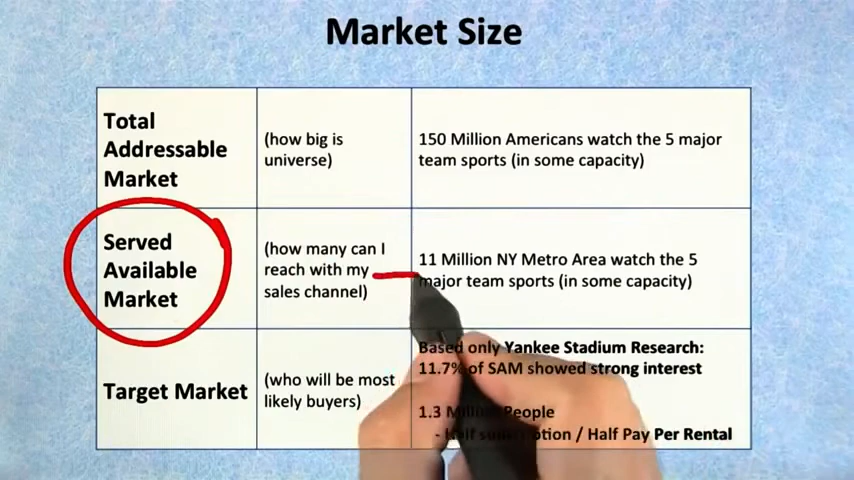 Market Size
Total
Addressable
Market
(how big is
universe)
150 Million Americans watch the 5 major
team sports (in some capacity)
Served
Available
Market
(how many can I
reach with my
sales channel)
11 Million NY Metro Area watch the 5
major team sports (in some capacity)
Target Market
(who will be most
likely buyers)
Based only Yankee Stadium Research:
11.7% of SAM showed strong interest
1.3 Million People
- Half subscription / Half Pay Per Rental